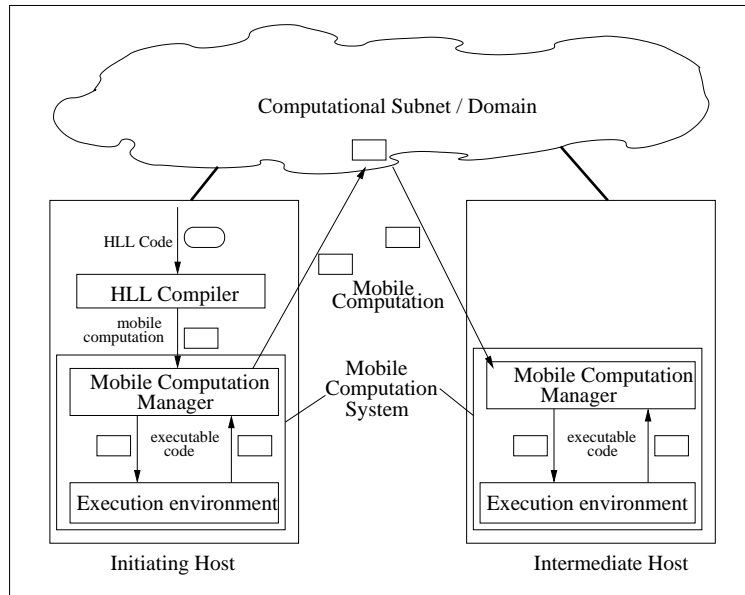 Computational Subnet / Domain
HLL Code
HLL Compiler
mobile
computation
Mobile Computation
Manager
executable
code
Execution environment
Initiating Host
Mobile
Computation
Mobile
Computation
System
Mobile Computation
Manager
executable
code
Execution environment
Intermediate Host